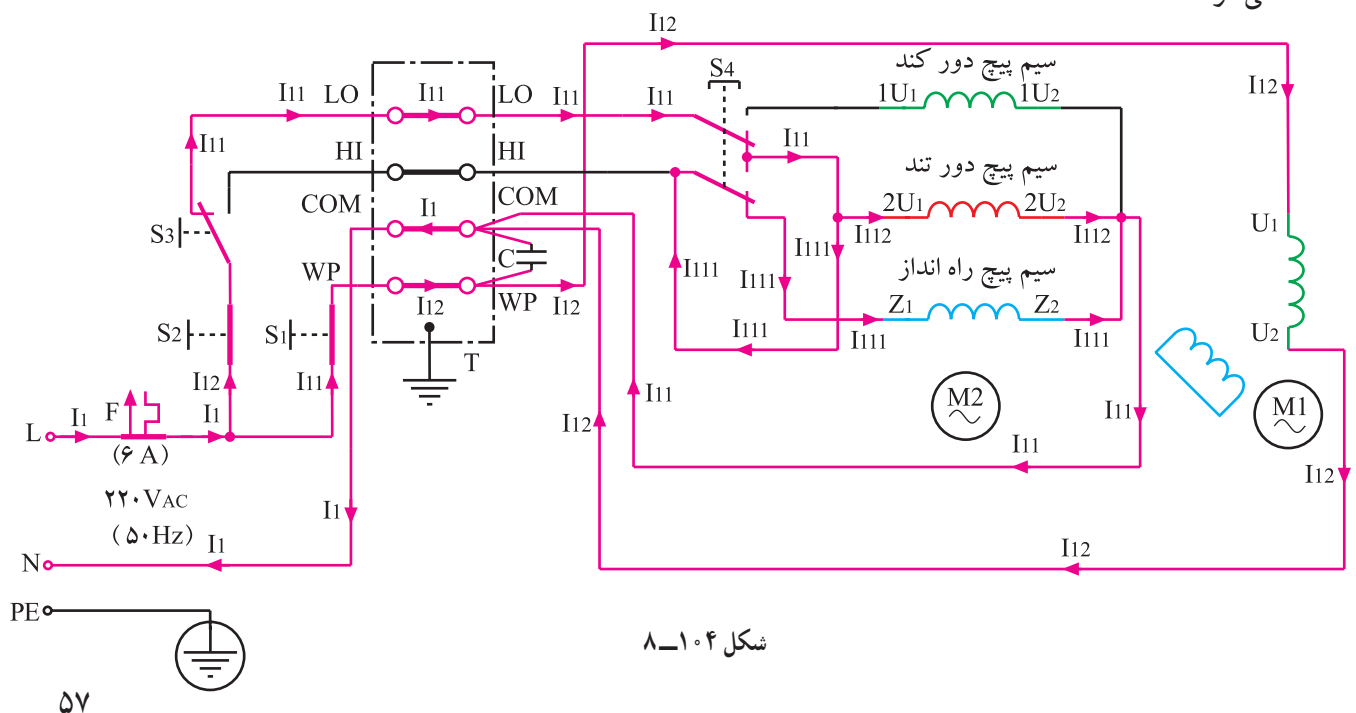 I12
سیم پیچ دور کند
S4
LO I11 LO I11 I11
1U1 1U2
I12
I11
HI HI
I11
سیم پیچ دور تند
COM I1 COM
2U1 2U2
U1
S3
I112 I112
C
I111 I111 I111
سیم پیچ راه انداز
WP I12 WP I12
Z1 Z2
U2
S2 S1
I111 I111 I111
T
I12 I11
I11
M2
M1
L I1 F I1
I12
I11
(۶ A)
I11
I12
۲۲۰VAC
(۵۰Hz)
I1
N I1
I12
PE
شکل ۱۰۴ــ۸
۵۷